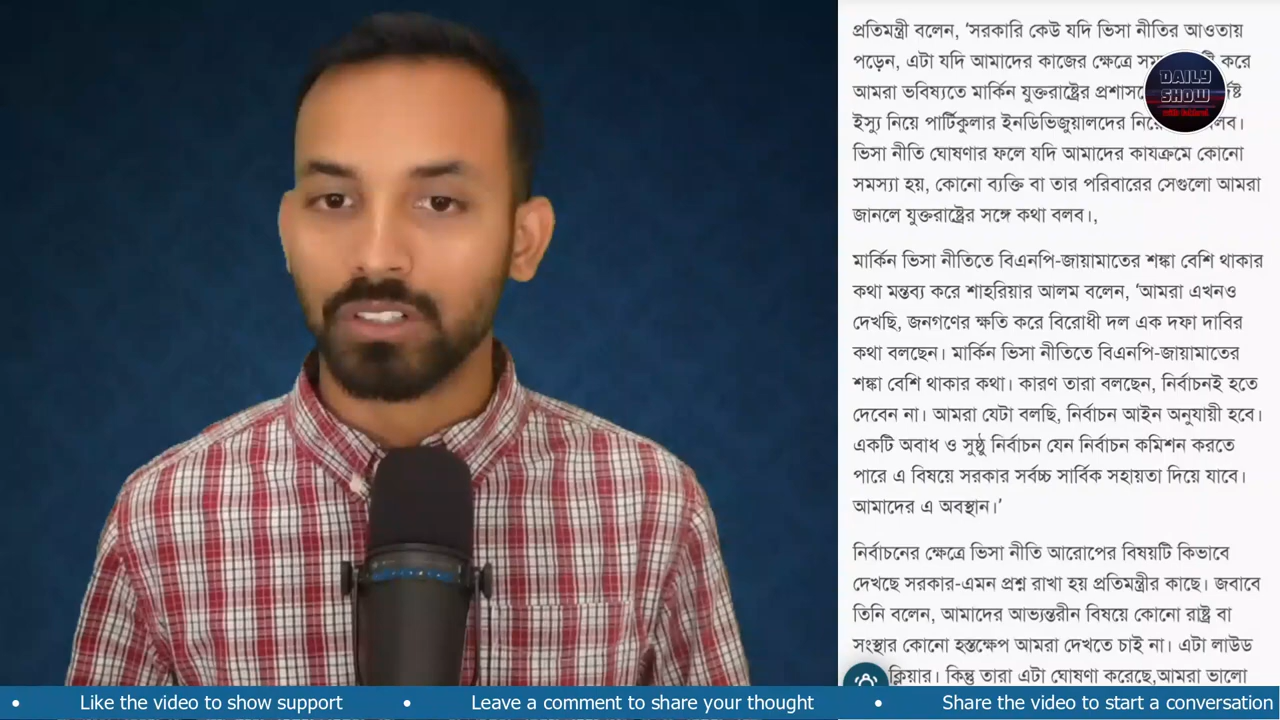 প্রতিমন্ত্রী বলেন, 'সরকারি কেউ যদি ভিসা নীতির আওতায়
পড়েন, এটা যদি আমাদের কাজের ক্ষেত্রে করে
আমরা ভবিষ্যতে মার্কিন যুক্তরাষ্ট্রের
ইস্যু নিয়ে পার্টিকুলার ইনডিভিজুয়ালদের
ভিসা নীতি ঘোষণার ফলে যদি আমাদের কাযক্রমে কোনো
সমস্যা হয়, কোনো ব্যক্তি বা তার পরিবারের সেগুলো আমরা
জানলে যুক্তরাষ্ট্রের সঙ্গে কথা বলব।,
মার্কিন ভিসা নীতিতে বিএনপি-জায়ামাতের শঙ্কা বেশি থাকার
কথা মন্তব্য করে শাহরিয়ার আলম বলেন, 'আমরা এখনও
দেখছি, জনগণের ক্ষতি করে বিরোধী দল এক দফা দাবির
কথা বলছেন। মার্কিন ভিসা নীতিতে বিএনপি-জায়ামাতের
শঙ্কা বেশি থাকার কথা। কারণ তারা বলছেন, নির্বাচনই হতে
দেবেন না। আমরা যেটা বলছি, নির্বাচন আইন অনুযায়ী হবে।
একটি অবাধ ও সুষ্ঠু নির্বাচন যেন নির্বাচন কমিশন করতে
পারে এ বিষয়ে সরকার সর্বচ্চ সার্বিক সহায়তা দিয়ে যাবে।
আমাদের এ অবস্থান।'
নির্বাচনের ক্ষেত্রে ভিসা নীতি আরোপের বিষয়টি কিভাবে
দেখছে সরকার-এমন প্রশ্ন রাখা হয় প্রতিমন্ত্রীর কাছে। জবাবে
তিনি বলেন, আমাদের আভ্যন্তরীন বিষয়ে কোনো রাষ্ট্র বা
সংস্থার কোনো হস্তক্ষেপ আমরা দেখতে চাই না। এটা লাউড
ক্লিয়ার। কিন্তু তারা এটা ঘোষণা করেছে,আমরা ভালো
DAILY
SHOW
• Like the video to show support • Leave a comment to share your thought • Share the video to start a conversation